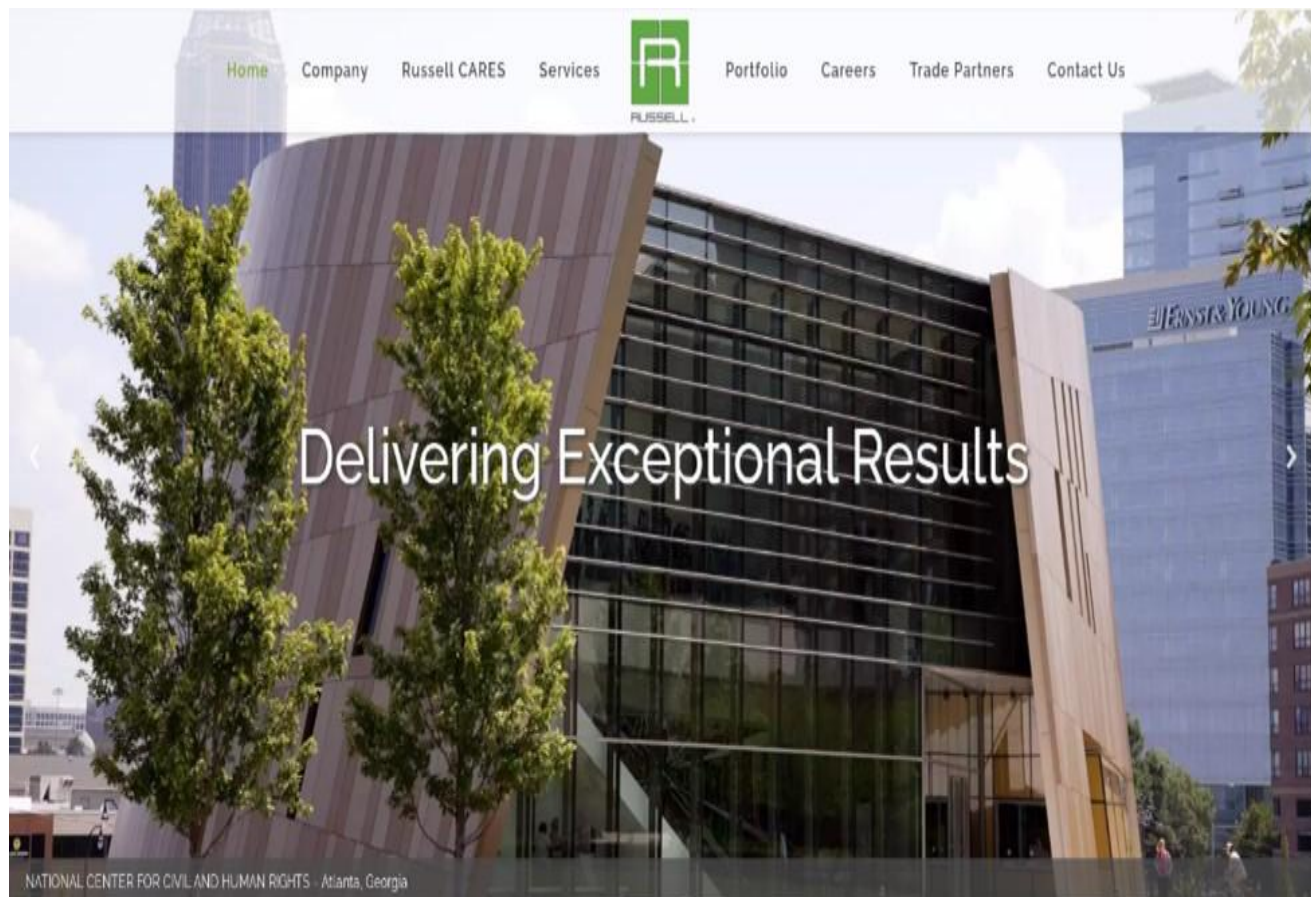 Home Company Russell CARES Services Portfolio Careers Trade Partners Contact Us
R
RUSSELL
EY ERNST & YOUNG
Delivering Exceptional Results
NATIONAL CENTER FOR CIVIL AND HUMAN RIGHTS - Atlanta, Georgia